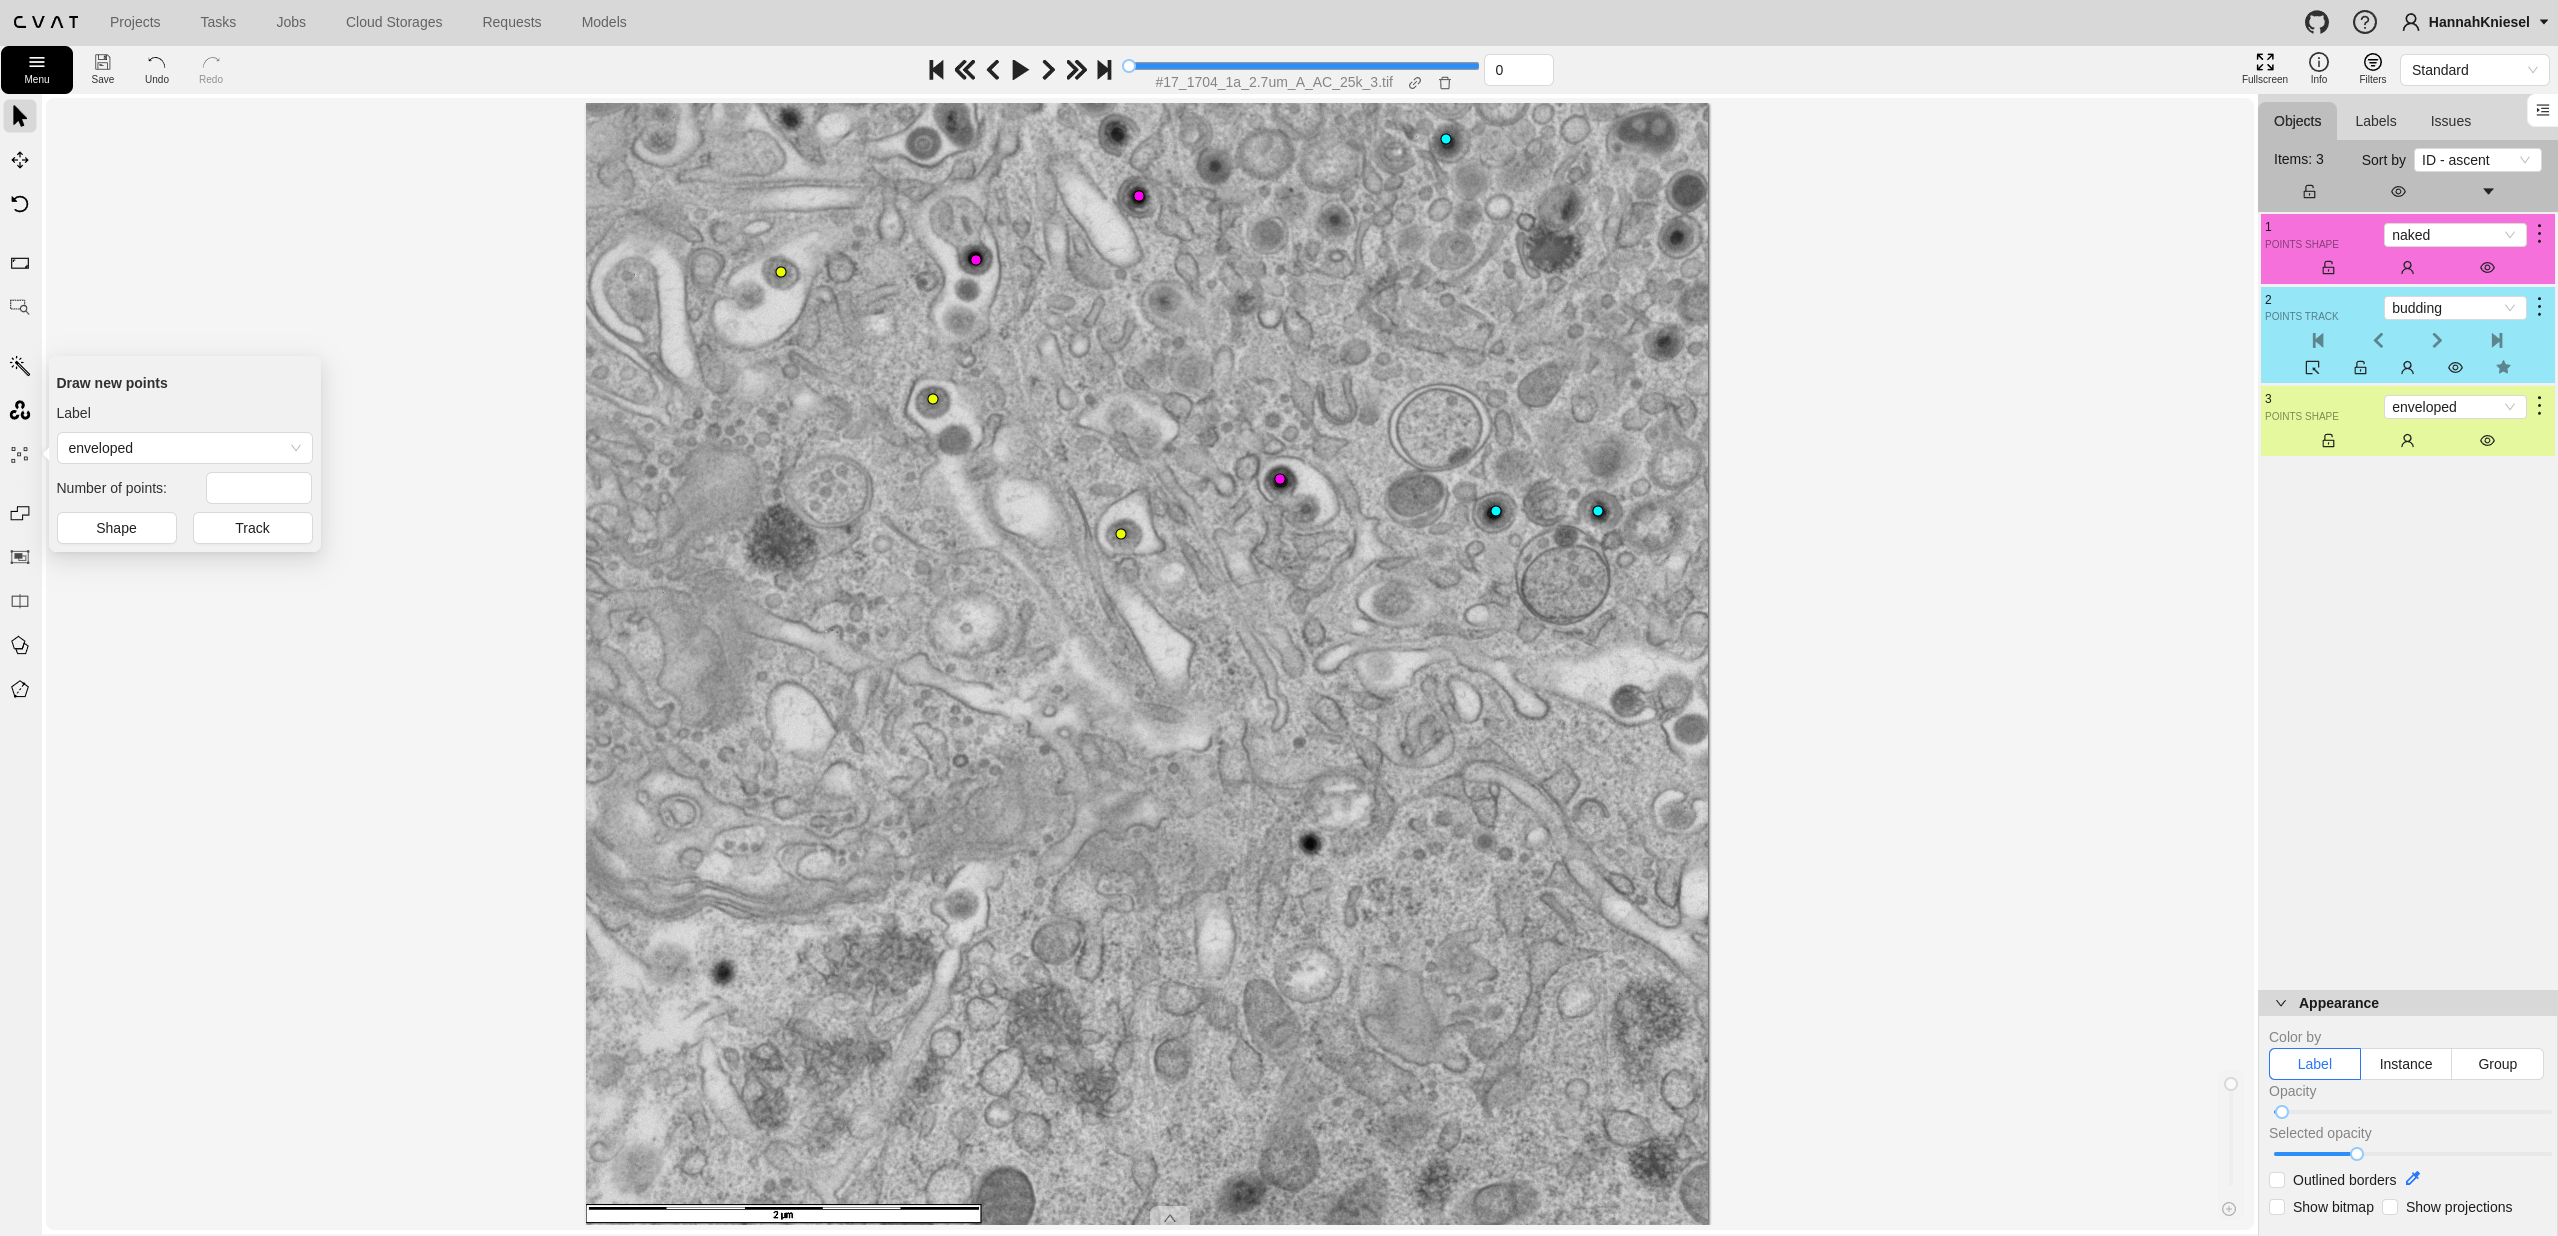 CVAT Projects Tasks Jobs Cloud Storages Requests Models HannahKniesel
Menu Save Undo Redo 0 Fullscreen Info Filters Standard
#17_1704_1a_2.7um_A_AC_25k_3.tif
Objects Labels Issues
Items: 3 Sort by ID - ascent
1 naked
POINTS SHAPE
2 budding
POINTS TRACK
3 enveloped
POINTS SHAPE
Draw new points
Label
enveloped
Number of points:
Shape Track
Appearance
Color by
Label Instance Group
Opacity
Selected opacity
Outlined borders
Show bitmap Show projections
2 µm